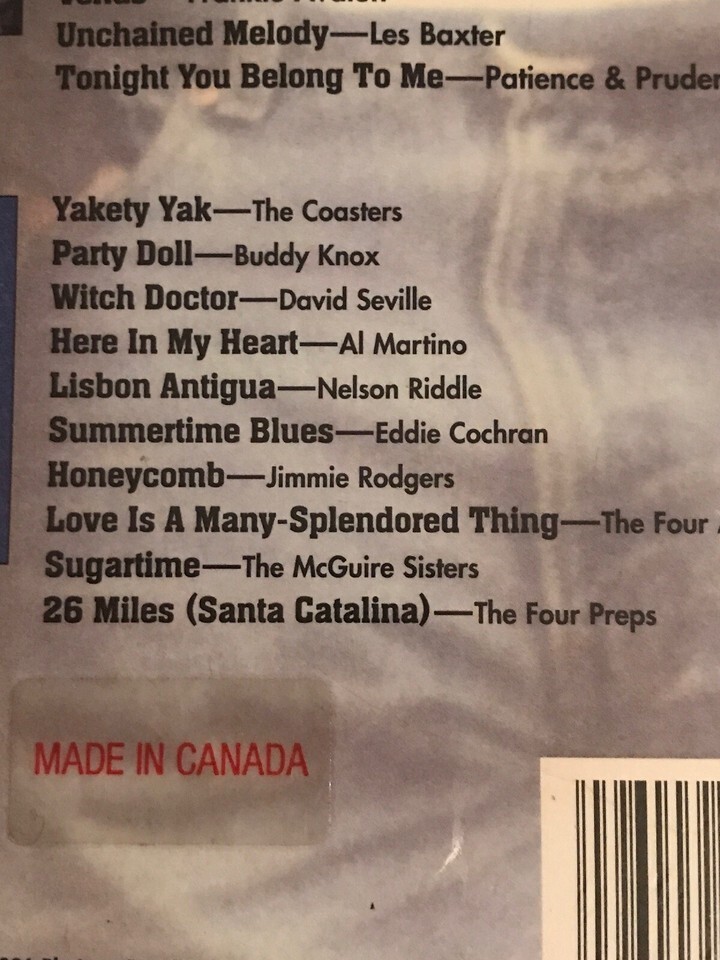 Unchained Melody—Les Baxter
Tonight You Belong To Me—Patience &
Yakety Yak—The Coasters
Party Doll—Buddy Knox
Witch Doctor—David Seville
Here In My Heart—Al Martino
Lisbon Antigua—Nelson Riddle
Summertime Blues—Eddie Cochran
Honeycomb—Jimmie Rodgers
Love Is A Many-Splendored Thing—The Four
Sugartime—The McGuire Sisters
26 Miles (Santa Catalina)—The Four Preps
MADE IN CANADA